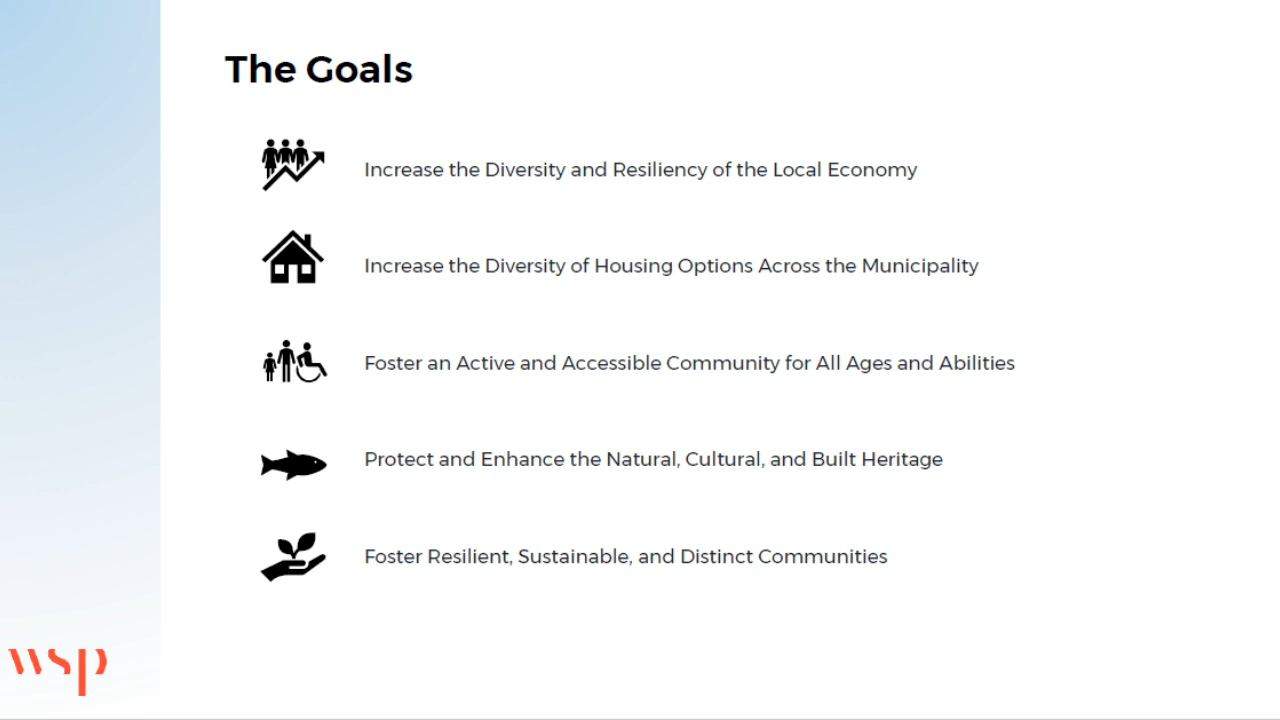 The Goals
Increase the Diversity and Resiliency of the Local Economy
Increase the Diversity of Housing Options Across the Municipality
Foster an Active and Accessible Community for All Ages and Abilities
Protect and Enhance the Natural, Cultural, and Built Heritage
Foster Resilient, Sustainable, and Distinct Communities
wsp